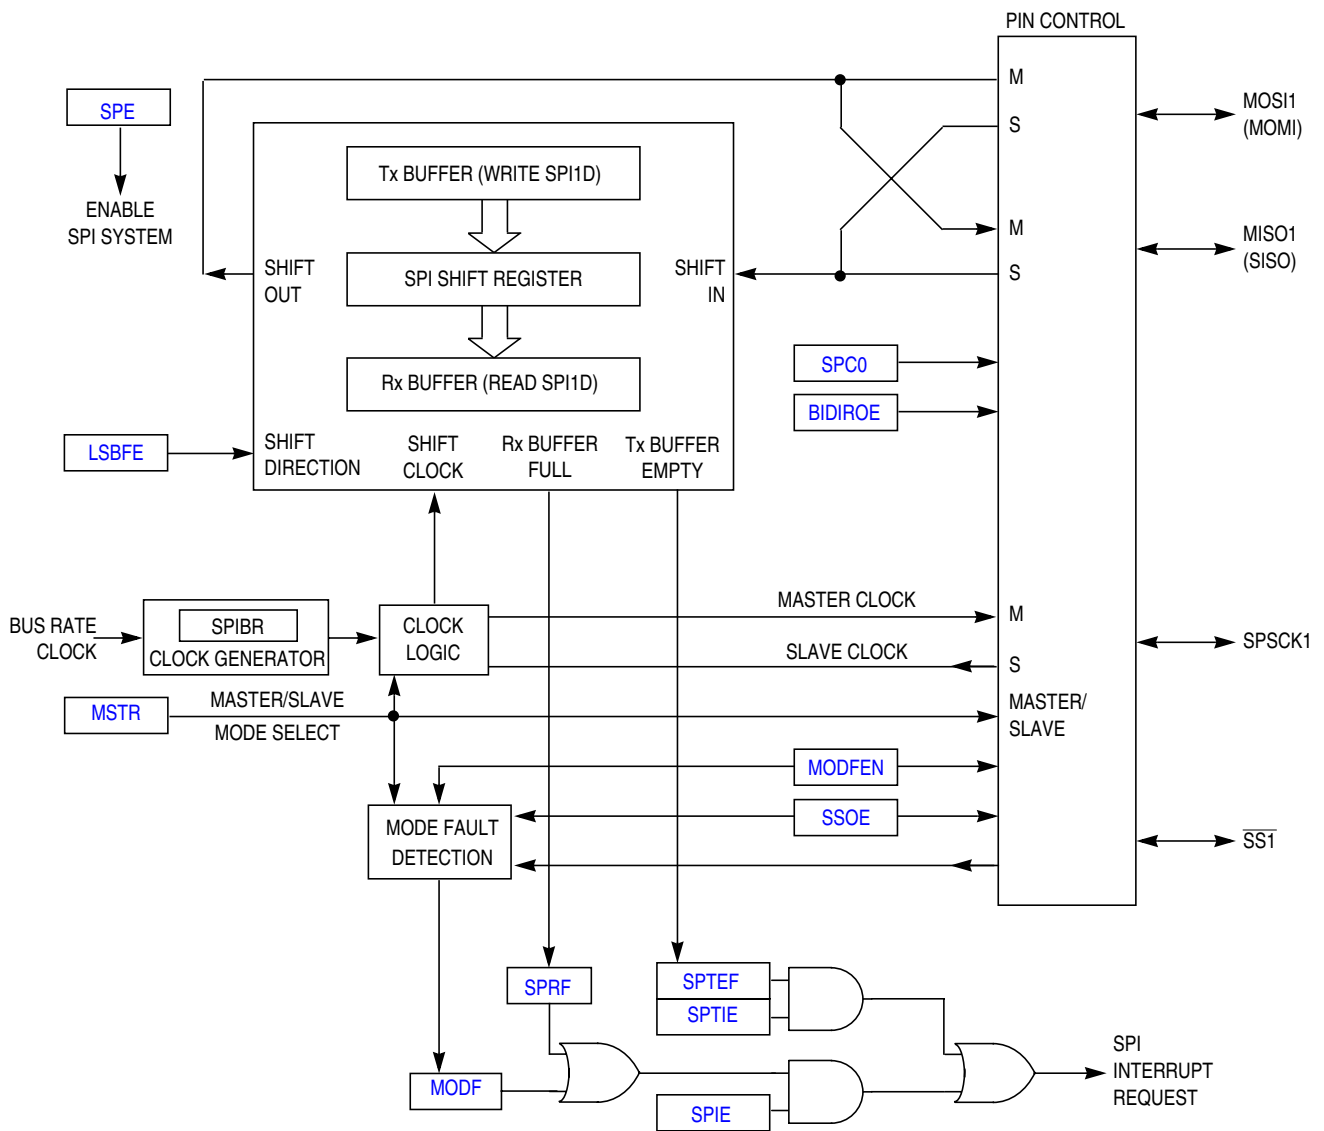 PIN CONTROL
M
S
M
S
MOSI1
(MOMI)
MISO1
(SISO)
SPE
ENABLE
SPI SYSTEM
Tx BUFFER (WRITE SPI1D)
SPI SHIFT REGISTER
Rx BUFFER (READ SPI1D)
SHIFT
OUT
SHIFT
IN
SPC0
BIDIROE
LSBFE
SHIFT
DIRECTION
SHIFT
CLOCK
Rx BUFFER
FULL
Tx BUFFER
EMPTY
BUS RATE
CLOCK
SPIBR
CLOCK GENERATOR
CLOCK
LOGIC
MASTER CLOCK
SLAVE CLOCK
M
S
SPSCK1
MSTR
MASTER/SLAVE
MODE SELECT
MASTER/
SLAVE
MODFEN
SSOE
MODE FAULT
DETECTION
SS1
SPRF
SPTEF
SPTIE
MODF
SPIE
SPI
INTERRUPT
REQUEST